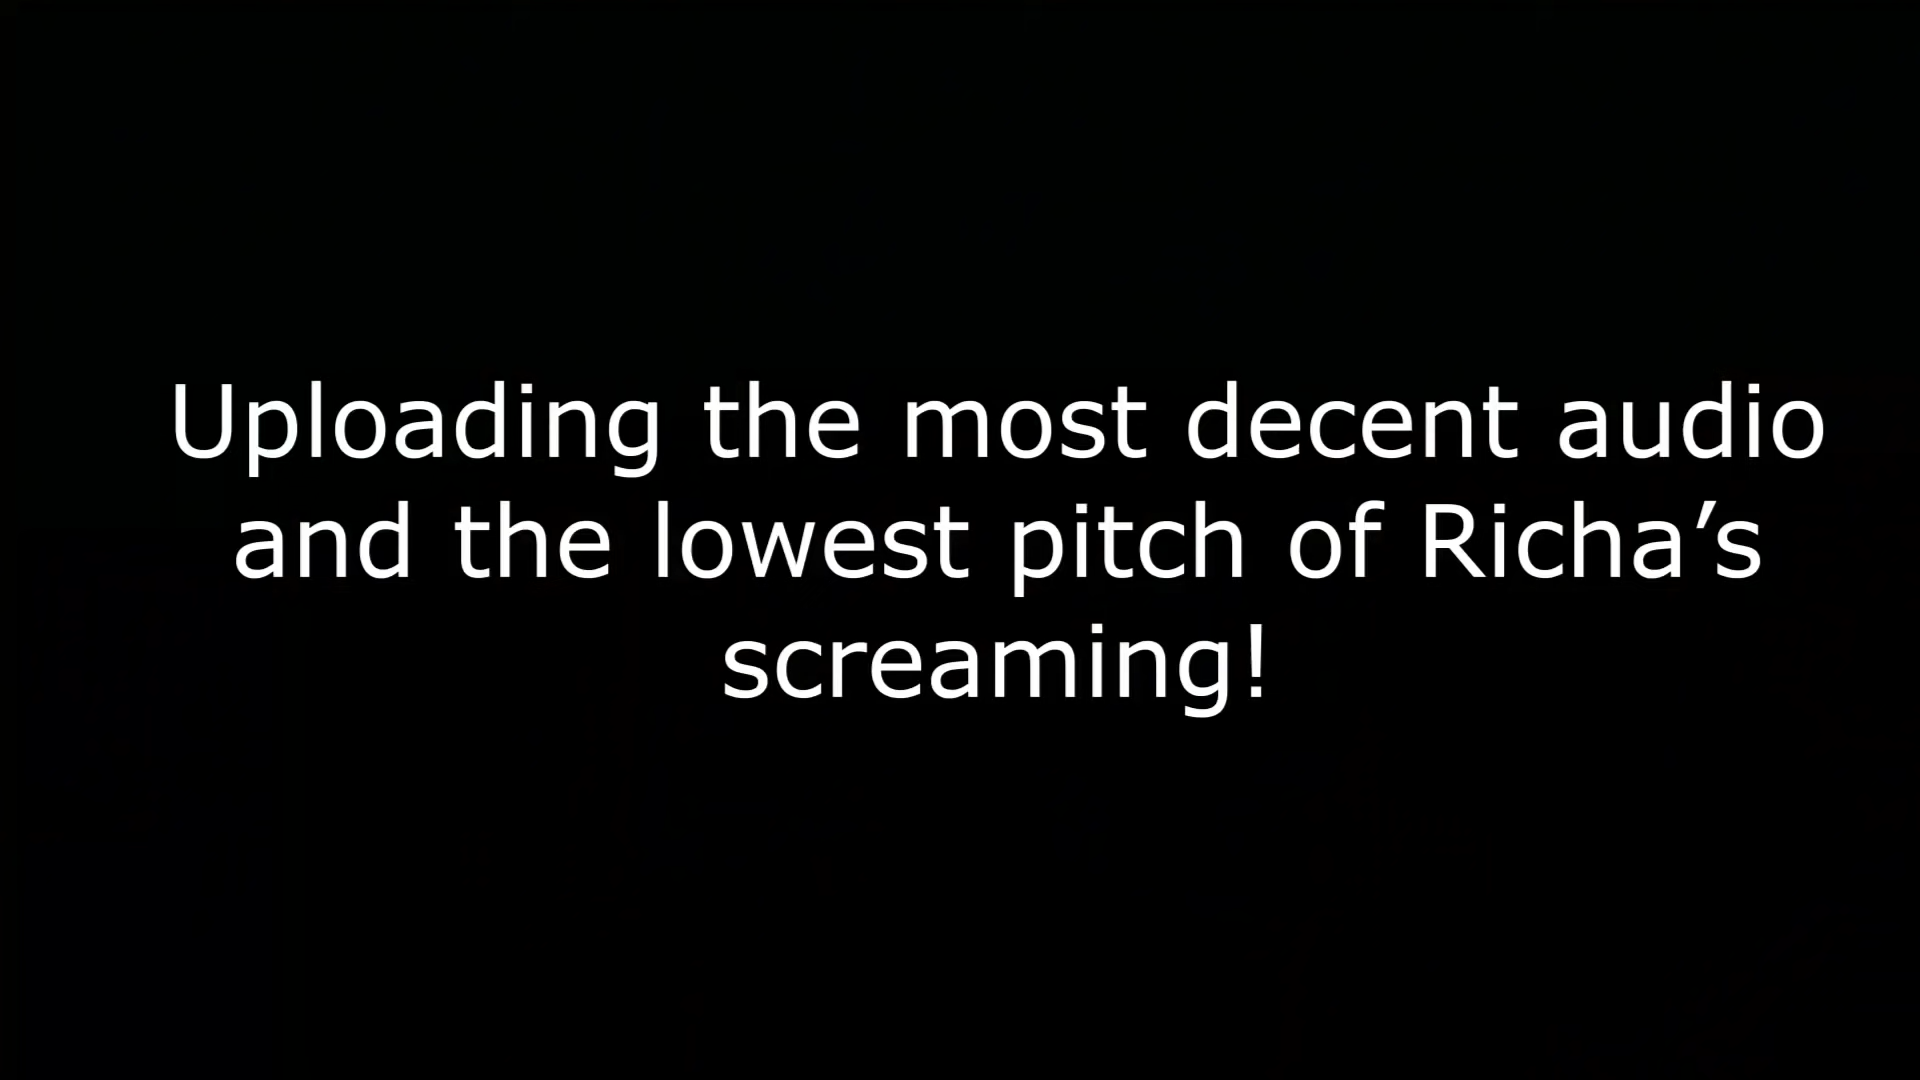 Uploading the most decent audio
and the lowest pitch of Richa’s
screaming!